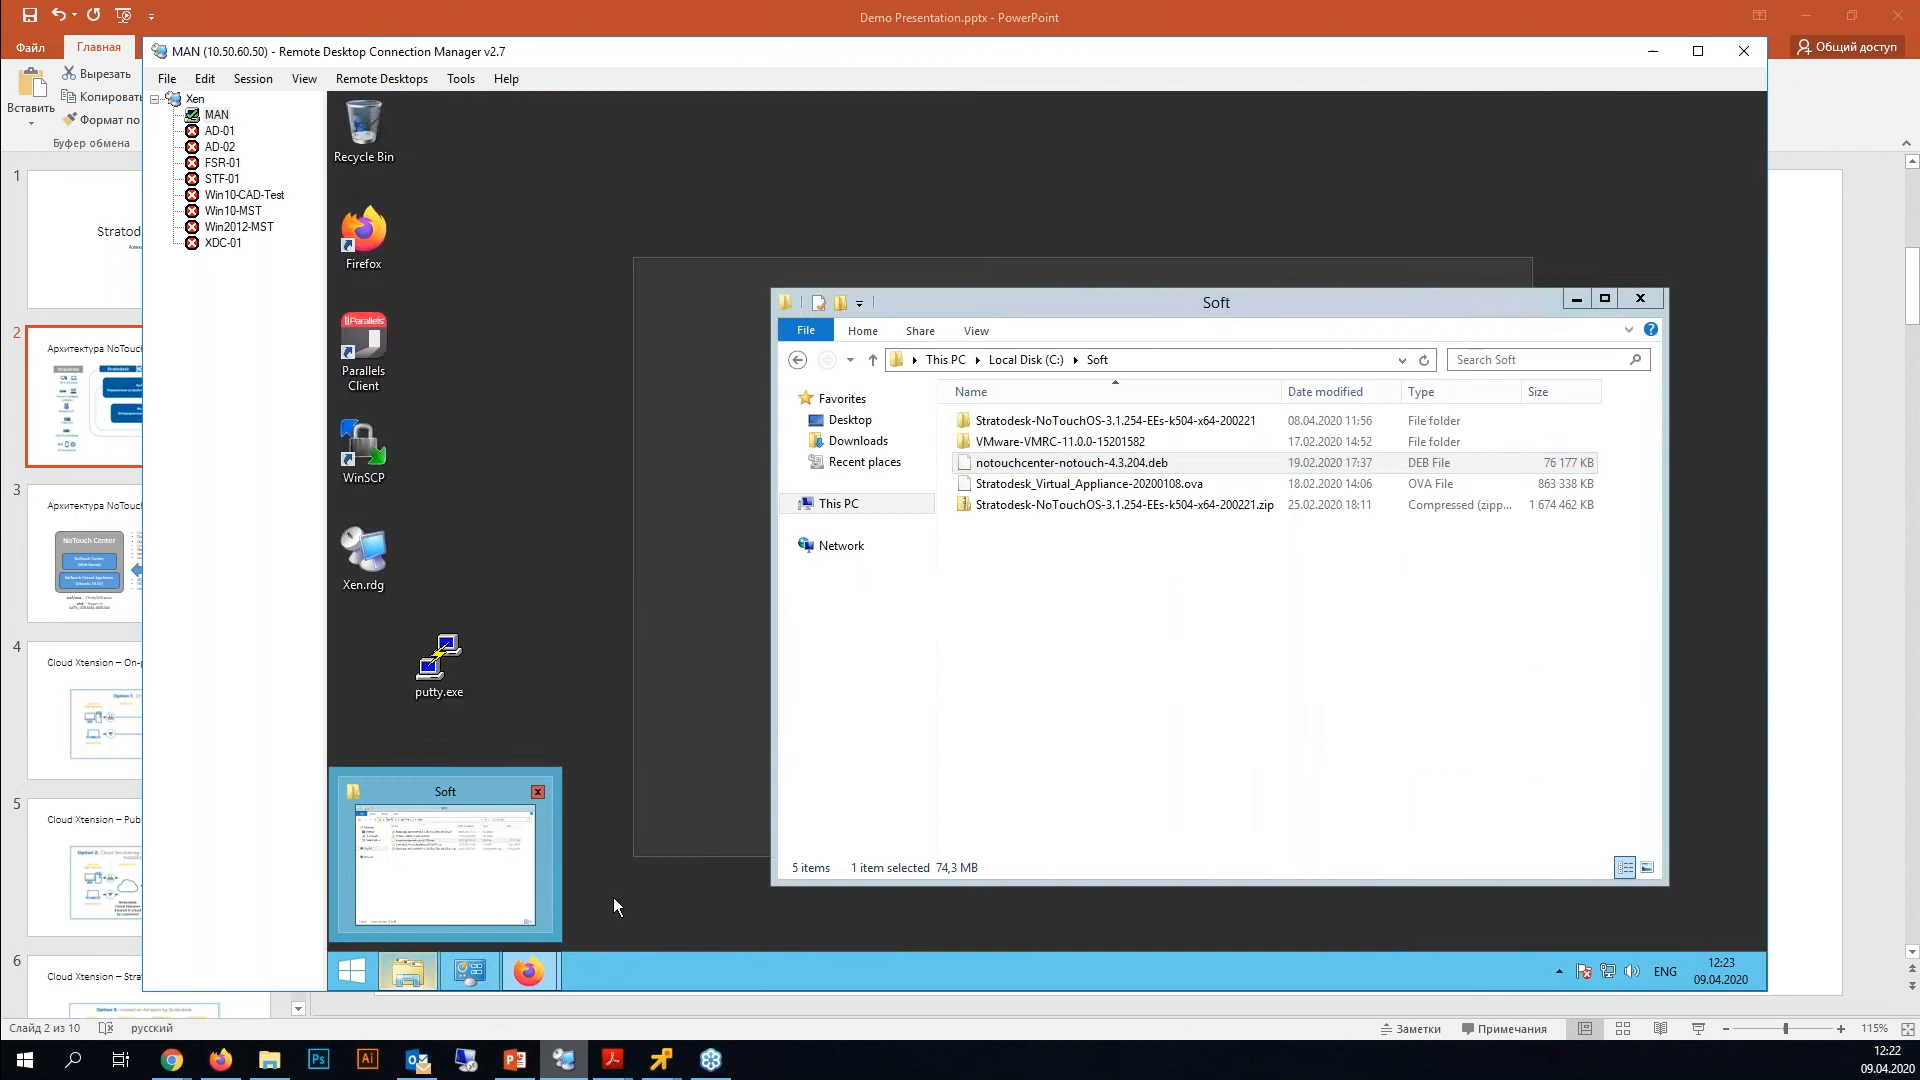 Demo Presentation.pptx - PowerPoint
Файл
Главная
Общий доступ
Вставить
Вырезать
Копировать
Формат по
Буфер обмена
MAN (10.50.60.50) - Remote Desktop Connection Manager v2.7
File Edit Session View Remote Desktops Tools Help
Xen
MAN
AD-01
AD-02
FSR-01
STF-01
Win10-CAD-Test
Win10-MST
Win2012-MST
XDC-01
1
Stratod
2
Архитектура NoTouch
3
Архитектура NoTouc
NoTouch Center
4
Cloud Xtension – On-p
5
Cloud Xtension – Pub
6
Cloud Xtension – Stra
Recycle Bin
Firefox
Parallels
Parallels
Client
WinSCP
Xen.rdg
putty.exe
Soft
File Home Share View
This PC Local Disk (C:) Soft
Search Soft
Favorites
Desktop
Downloads
Recent places
This PC
Network
Name Date modified Type Size
Stratodesk-NoTouchOS-3.1.254-EEs-k504-x64-200221 08.04.2020 11:56 File folder
VMware-VMRC-11.0.0-15201582 17.02.2020 14:52 File folder
notouchcenter-notouch-4.3.204.deb 19.02.2020 17:37 DEB File 76 177 KB
Stratodesk_Virtual_Appliance-20200108.ova 18.02.2020 14:06 OVA File 863 338 KB
Stratodesk-NoTouchOS-3.1.254-EEs-k504-x64-200221.zip 25.02.2020 18:11 Compressed (zipp... 1 674 462 KB
5 items 1 item selected 74,3 MB
Soft
ENG
12:23
09.04.2020
Слайд 2 из 10 русский
Заметки Примечания
115%
Ps
Ai
12:22
09.04.2020